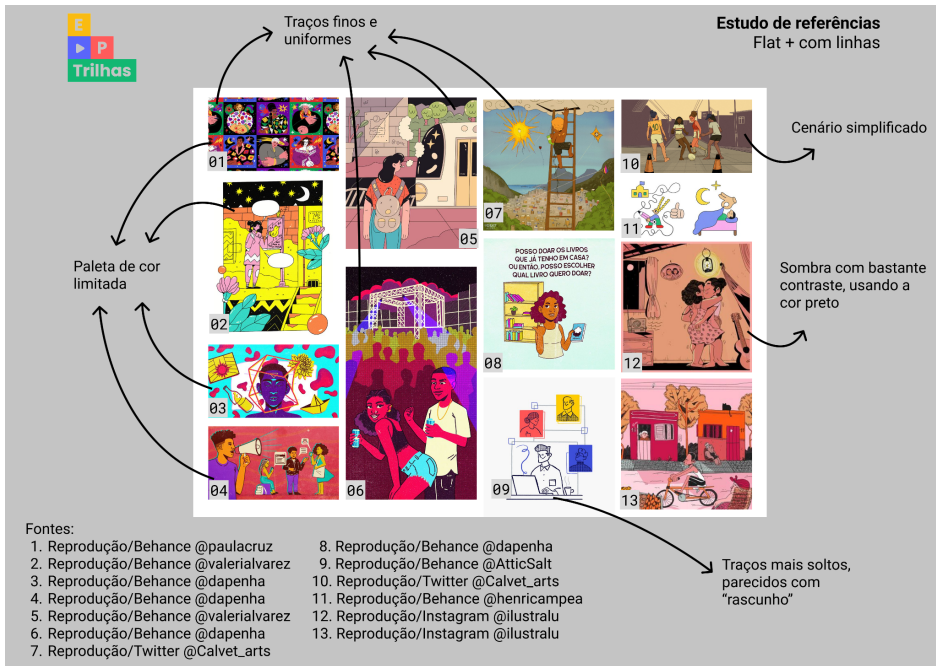 E
P
Trilhas
Traços finos e
uniformes
Estudo de referências
Flat + com linhas
01
02
03
04
05
06
07
POSSO DOAR OS LIVROS
QUE JÁ TENHO EM CASA?
OU ENTÃO, POSSO ESCOLHER
QUAL LIVRO QUERO DOAR?
08
09
10
11
12
13
Cenário simplificado
Paleta de cor
limitada
Sombra com bastante
contraste, usando a
cor preto
Traços mais soltos,
parecidos com
“rascunho”
Fontes:
1. Reprodução/Behance @paulacruz
2. Reprodução/Behance @valerialvarez
3. Reprodução/Behance @dapenha
4. Reprodução/Behance @dapenha
5. Reprodução/Behance @valerialvarez
6. Reprodução/Behance @dapenha
7. Reprodução/Twitter @Calvet_arts
8. Reprodução/Behance @dapenha
9. Reprodução/Behance @AtticSalt
10. Reprodução/Twitter @Calvet_arts
11. Reprodução/Behance @henricampea
12. Reprodução/Instagram @ilustralu
13. Reprodução/Instagram @ilustralu